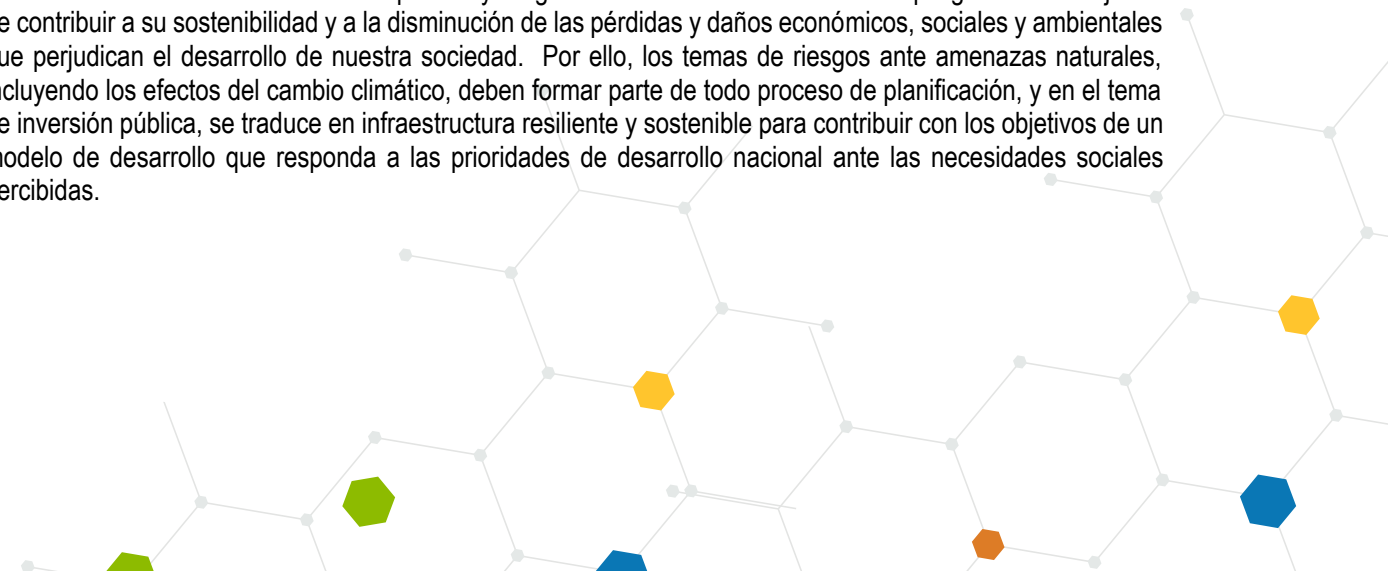 e contribuir a su sostenibilidad y a la disminución de las pérdidas y daños económicos, sociales y ambientales
ue perjudican el desarrollo de nuestra sociedad. Por ello, los temas de riesgos ante amenazas naturales,
ncluyendo los efectos del cambio climático, deben formar parte de todo proceso de planificación, y en el tema
e inversión pública, se traduce en infraestructura resiliente y sostenible para contribuir con los objetivos de un
nodelo de desarrollo que responda a las prioridades de desarrollo nacional ante las necesidades sociales
ercibidas.